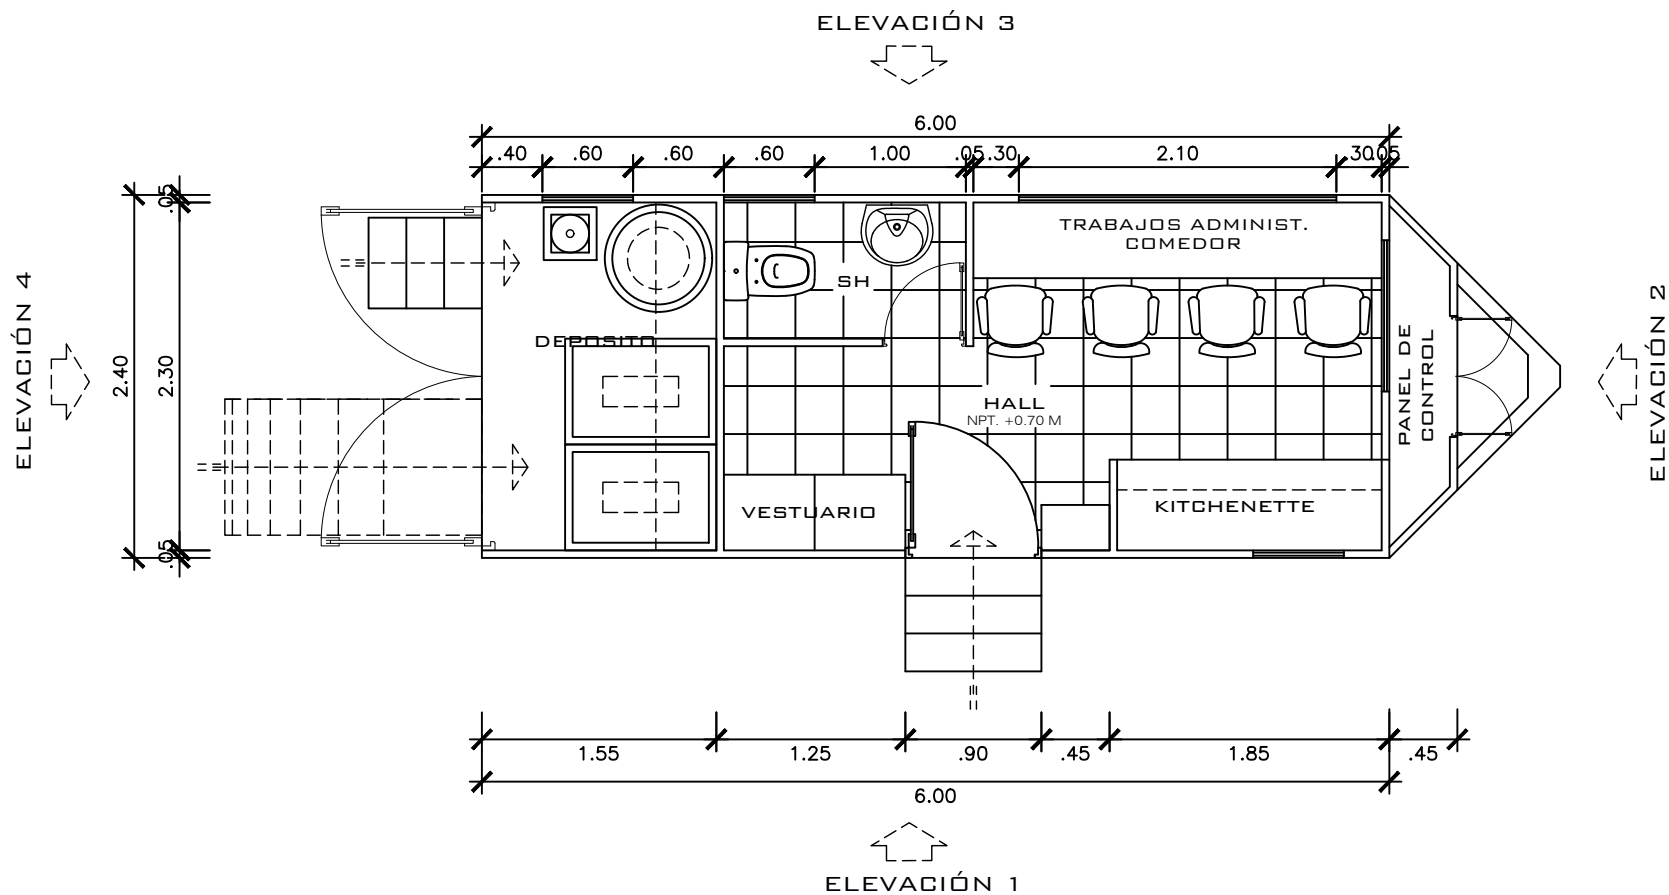 ELEVACIÓN 3
6.00
.40 .60 .60 .60 1.00 .05 .30 2.10 .30 .05
.05
2.40
2.30
.05
ELEVACIÓN 4
TRABAJOS ADMINIST.
COMEDOR
SH
DEPOSITO
HALL
NPT. +0.70 M
PANEL DE
CONTROL
ELEVACIÓN 2
VESTUARIO
KITCHENETTE
1.55 1.25 .90 .45 1.85 .45
6.00
ELEVACIÓN 1